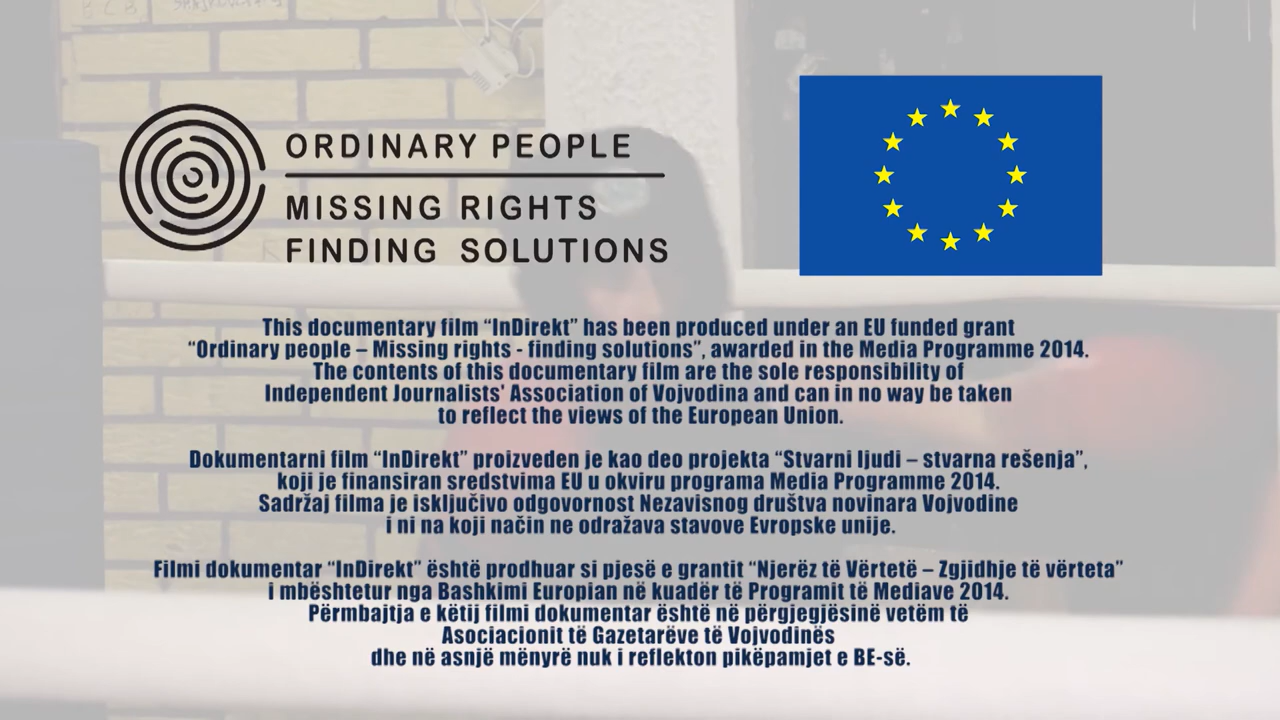 ORDINARY PEOPLE
MISSING RIGHTS
FINDING SOLUTIONS
This documentary film “InDirekt” has been produced under an EU funded grant
“Ordinary people – Missing rights - finding solutions”, awarded in the Media Programme 2014.
The contents of this documentary film are the sole responsibility of
Independent Journalists' Association of Vojvodina and can in no way be taken
to reflect the views of the European Union.
Dokumentarni film “InDirekt” proizveden je kao deo projekta “Stvarni ljudi – stvarna rešenja”,
koji je finansiran sredstvima EU u okviru programa Media Programme 2014.
Sadržaj filma je isključivo odgovornost Nezavisnog društva novinara Vojvodine
i ni na koji način ne odražava stavove Evropske unije.
Filmi dokumentar “InDirekt” është prodhuar si pjesë e grantit “Njerëz të Vërtetë – Zgjidhje të vërteta”
i mbështetur nga Bashkimi Europian në kuadër të Programit të Mediave 2014.
Përmbajtja e këtij filmi dokumentar është në përgjegjësinë vetëm të
Asociacionit të Gazetarëve të Vojvodinës
dhe në asnjë mënyrë nuk i reflekton pikëpamjet e BE-së.